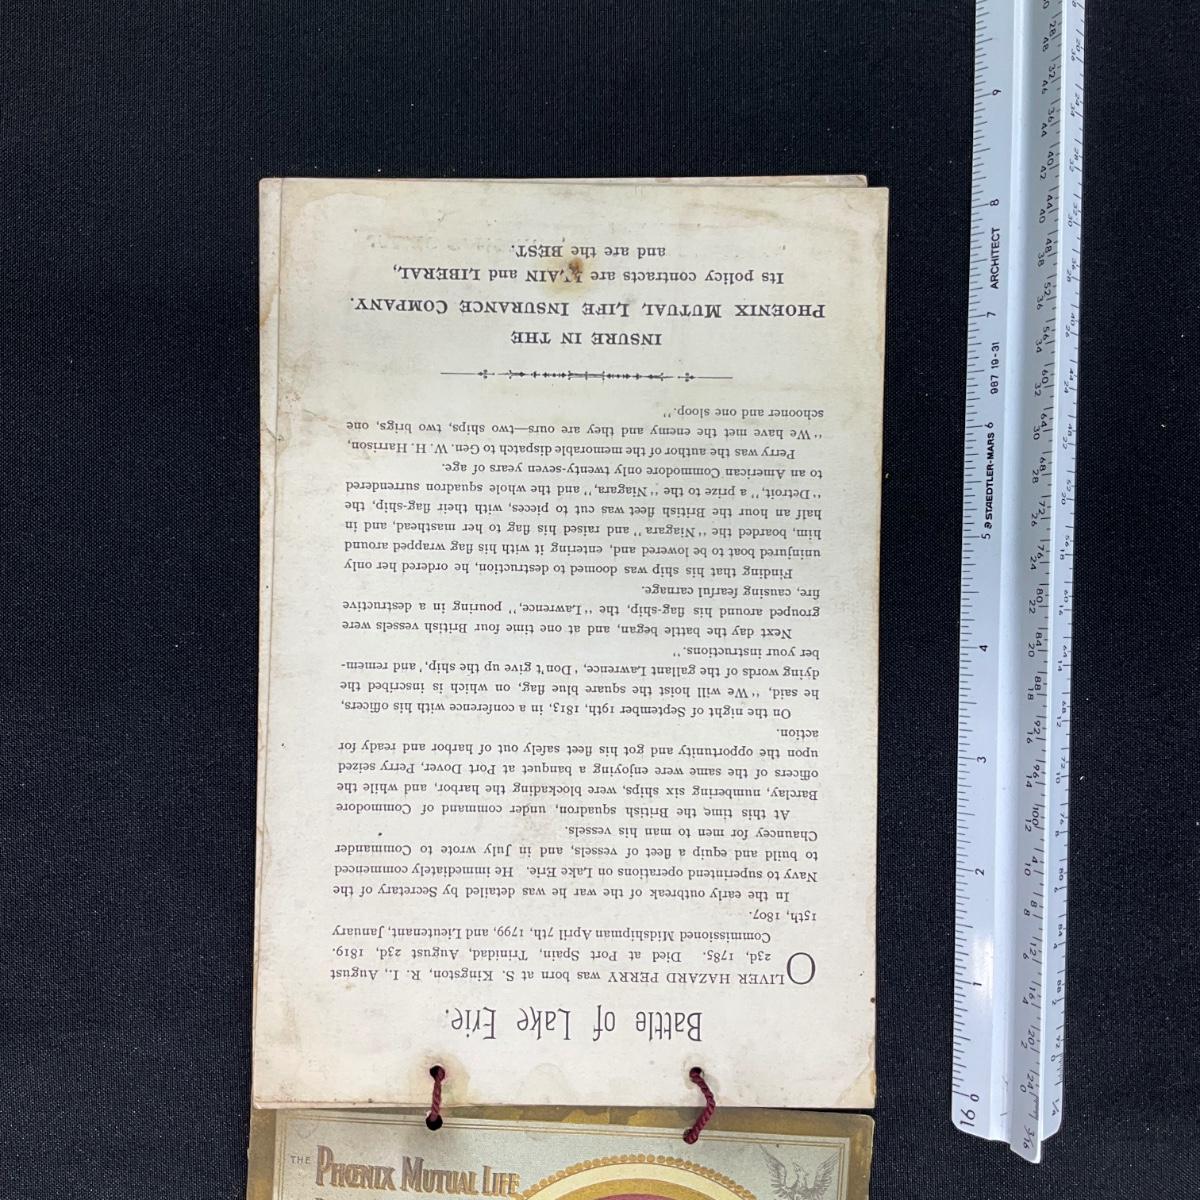 Battle of Lake Erie.
OLIVER HAZARD PERRY was born at S. Kingston, R. I., August
23d, 1785. Died at Port Spain, Trinidad, August 23d, 1819.
Commissioned Midshipman April 7th, 1799, and Lieutenant, January
15th, 1807.
In the early outbreak of the war he was detailed by Secretary of the
Navy to superintend operations on Lake Erie. He immediately commenced
to build and equip a fleet of vessels, and in July wrote to Commander
Chauncey for men to man his vessels.
At this time the British squadron, under command of Commodore
Barclay, numbering six ships, were blockading the harbor, and while the
officers of the same were enjoying a banquet at Port Dover, Perry seized
upon the opportunity and got his fleet safely out of harbor and ready for
action.
On the night of September 19th, 1813, in a conference with his officers,
he said, "We will hoist the square blue flag, on which is inscribed the
dying words of the gallant Lawrence, 'Don't give up the ship,' and remem-
ber your instructions."
Next day the battle began, and at one time four British vessels were
grouped around his flag-ship, the "Lawrence," pouring in a destructive
fire, causing fearful carnage.
Finding that his ship was doomed to destruction, he ordered her only
uninjured boat to be lowered and, entering it with his flag wrapped around
him, boarded the "Niagara" and raised his flag to her masthead, and in
half an hour the British fleet was cut to pieces, with their flag-ship, the
"Detroit," a prize to the "Niagara," and the whole squadron surrendered
to an American Commodore only twenty-seven years of age.
Perry was the author of the memorable dispatch to Gen. W. H. Harrison,
"We have met the enemy and they are ours—two ships, two brigs, one
schooner and one sloop."
INSURE IN THE
PHOENIX MUTUAL LIFE INSURANCE COMPANY.
Its policy contracts are PLAIN and LIBERAL,
and are the BEST.
THE PHOENIX MUTUAL LIFE
STAEDTLER-MARS 987 19-31 ARCHITECT
16 0 1 2 3 4 5 6 7 8 9